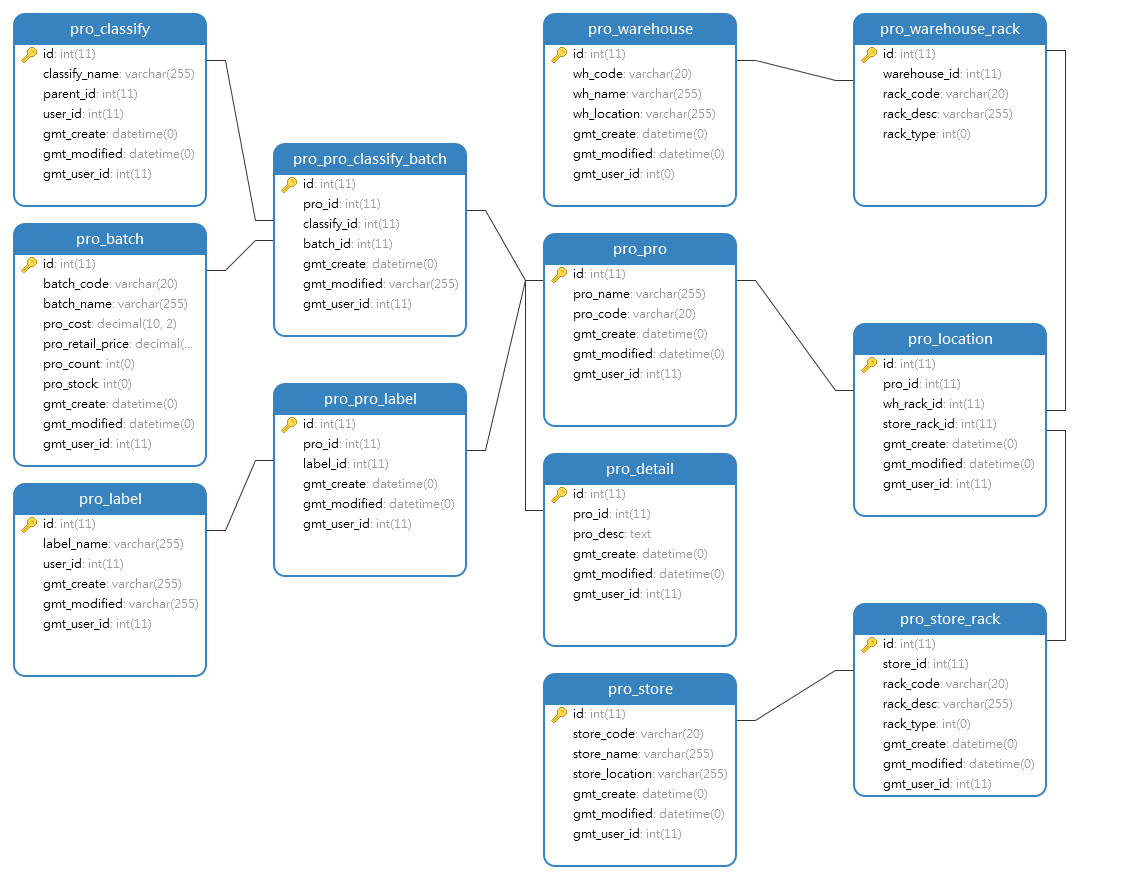 pro_classify
id: int(11)
classify_name: varchar(255)
parent_id: int(11)
user_id: int(11)
gmt_create: datetime(0)
gmt_modified: datetime(0)
gmt_user_id: int(11)
pro_batch
id: int(11)
batch_code: varchar(20)
batch_name: varchar(255)
pro_cost: decimal(10, 2)
pro_retail_price: decimal(...
pro_count: int(0)
pro_stock: int(0)
gmt_create: datetime(0)
gmt_modified: datetime(0)
gmt_user_id: int(11)
pro_label
id: int(11)
label_name: varchar(255)
user_id: int(11)
gmt_create: varchar(255)
gmt_modified: varchar(255)
gmt_user_id: int(11)
pro_pro_classify_batch
id: int(11)
pro_id: int(11)
classify_id: int(11)
batch_id: int(11)
gmt_create: datetime(0)
gmt_modified: varchar(255)
gmt_user_id: int(11)
pro_pro_label
id: int(11)
pro_id: int(11)
label_id: int(11)
gmt_create: datetime(0)
gmt_modified: datetime(0)
gmt_user_id: int(11)
pro_warehouse
id: int(11)
wh_code: varchar(20)
wh_name: varchar(255)
wh_location: varchar(255)
gmt_create: datetime(0)
gmt_modified: datetime(0)
gmt_user_id: int(0)
pro_pro
id: int(11)
pro_name: varchar(255)
pro_code: varchar(20)
gmt_create: datetime(0)
gmt_modified: datetime(0)
gmt_user_id: int(11)
pro_detail
id: int(11)
pro_id: int(11)
pro_desc: text
gmt_create: datetime(0)
gmt_modified: datetime(0)
gmt_user_id: int(11)
pro_store
id: int(11)
store_code: varchar(20)
store_name: varchar(255)
store_location: varchar(255)
gmt_create: datetime(0)
gmt_modified: datetime(0)
gmt_user_id: int(11)
pro_warehouse_rack
id: int(11)
warehouse_id: int(11)
rack_code: varchar(20)
rack_desc: varchar(255)
rack_type: int(0)
pro_location
id: int(11)
pro_id: int(11)
wh_rack_id: int(11)
store_rack_id: int(11)
gmt_create: datetime(0)
gmt_modified: datetime(0)
gmt_user_id: int(11)
pro_store_rack
id: int(11)
store_id: int(11)
rack_code: varchar(20)
rack_desc: varchar(255)
rack_type: int(0)
gmt_create: datetime(0)
gmt_modified: datetime(0)
gmt_user_id: int(11)